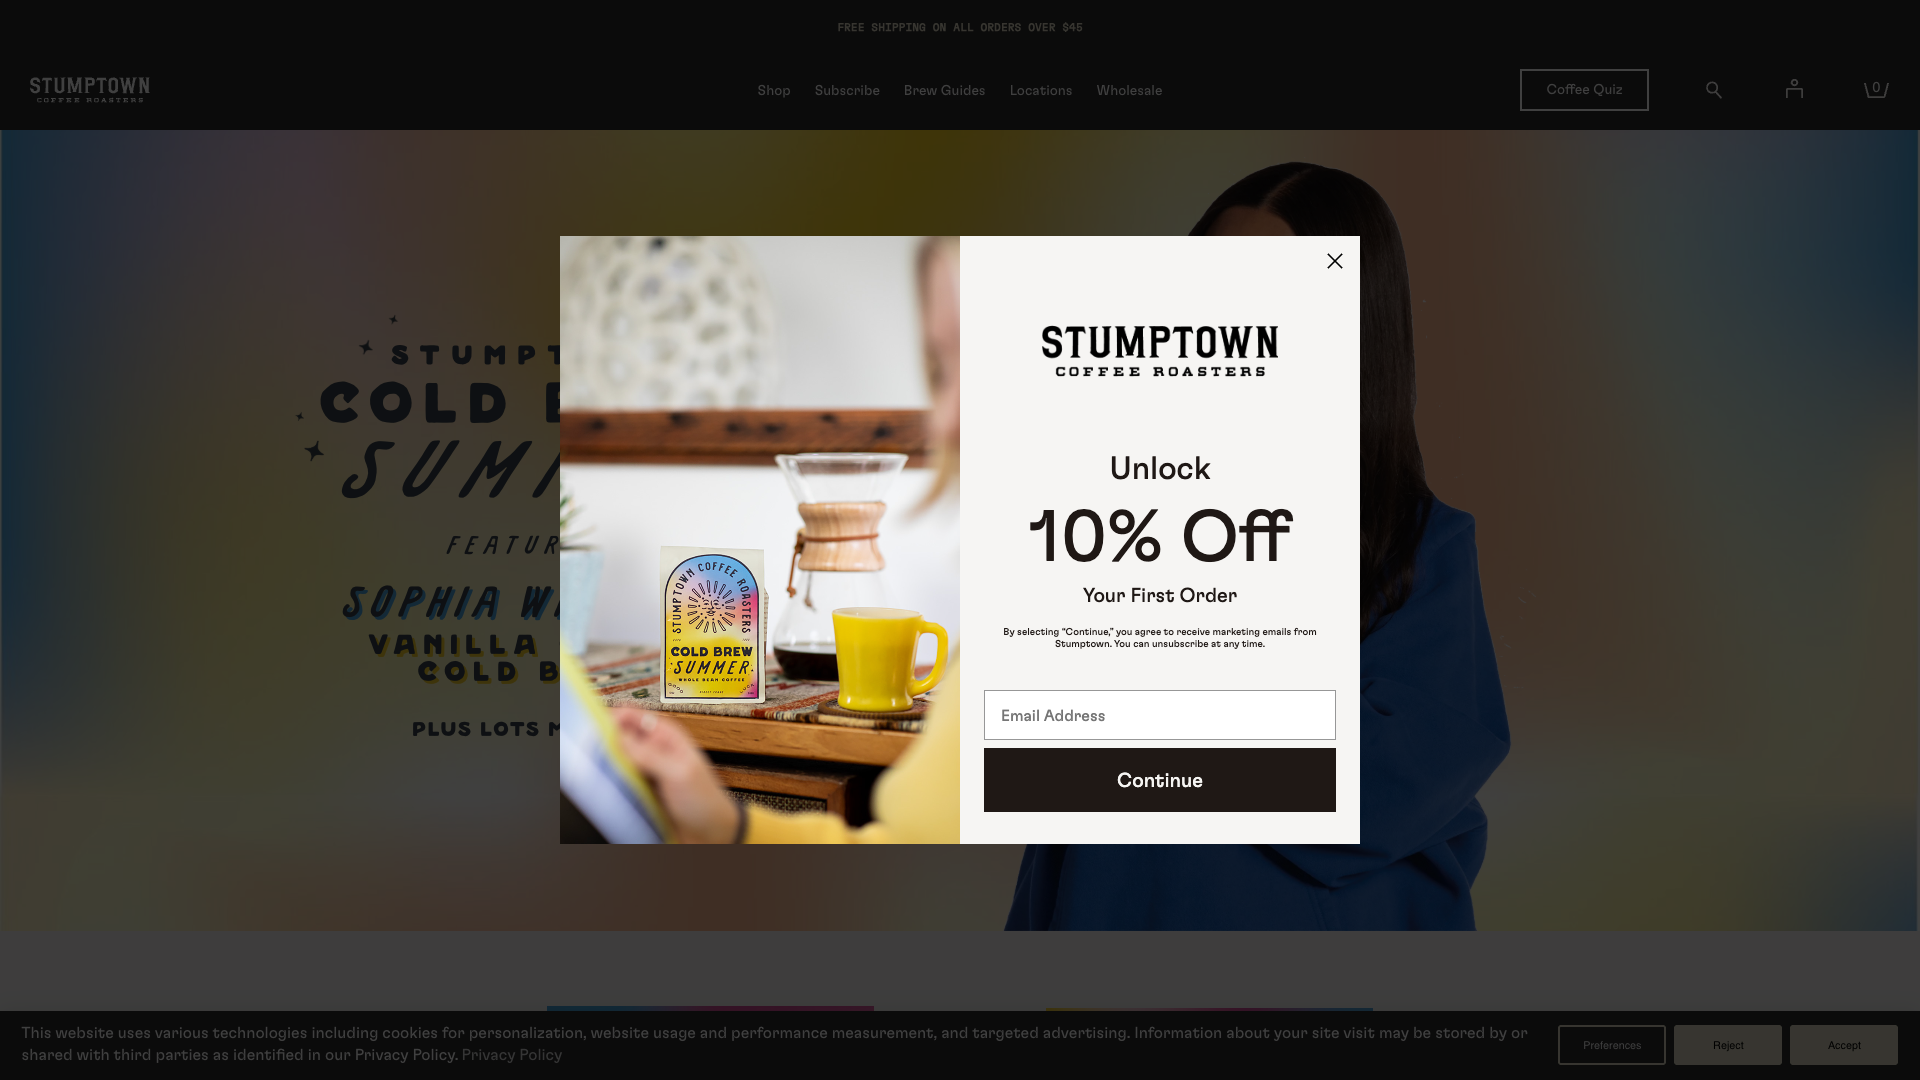 FREE SHIPPING ON ALL ORDERS OVER $45
STUMPTOWN
COFFEE ROASTERS
Shop
Subscribe
Brew Guides
Locations
Wholesale
Coffee Quiz
0
COLD
FEATUR
SOPHIA
VANILLA
COLD B
PLUS LOTS
STUMPTOWN COFFEE ROASTERS
COLD BREW
SUMMER
WHOLE BEAN COFFEE
STUMPTOWN
COFFEE ROASTERS
Unlock
10% Off
Your First Order
By selecting “Continue,” you agree to receive marketing emails from
Stumptown. You can unsubscribe at any time.
Email Address
Continue
This website uses various technologies including cookies for personalization, website usage and performance measurement, and targeted advertising. Information about your site visit may be stored by or
shared with third parties as identified in our Privacy Policy. Privacy Policy
Preferences
Reject
Accept